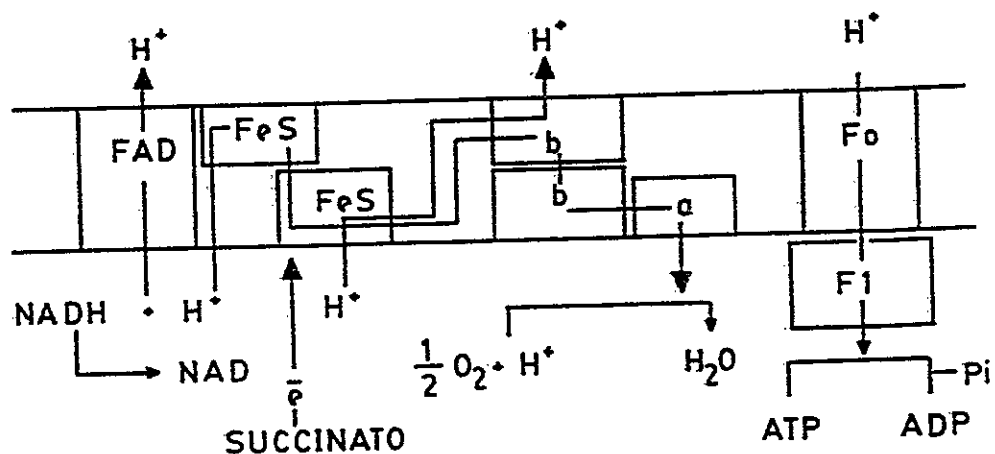 H⁺ H⁺ H⁺
FAD FeS b Fo
FeS b a
F1
NADH + H⁺ H⁺
NAD ē 1/2 O₂ + H⁺ H₂O Pi
SUCCINATO ATP ADP